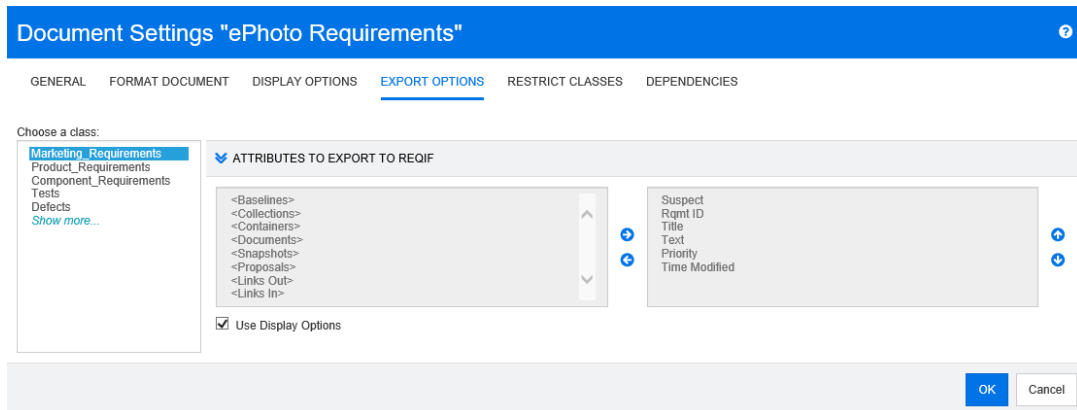 Document Settings "ePhoto Requirements"
?
GENERAL FORMAT DOCUMENT DISPLAY OPTIONS EXPORT OPTIONS RESTRICT CLASSES DEPENDENCIES
Choose a class:
Marketing_Requirements
Product_Requirements
Component_Requirements
Tests
Defects
Show more...
ATTRIBUTES TO EXPORT TO REQIF
<Baselines>
<Collections>
<Containers>
<Documents>
<Snapshots>
<Proposals>
<Links Out>
<Links In>
Suspect
Rqmt ID
Title
Text
Priority
Time Modified
Use Display Options
OK Cancel